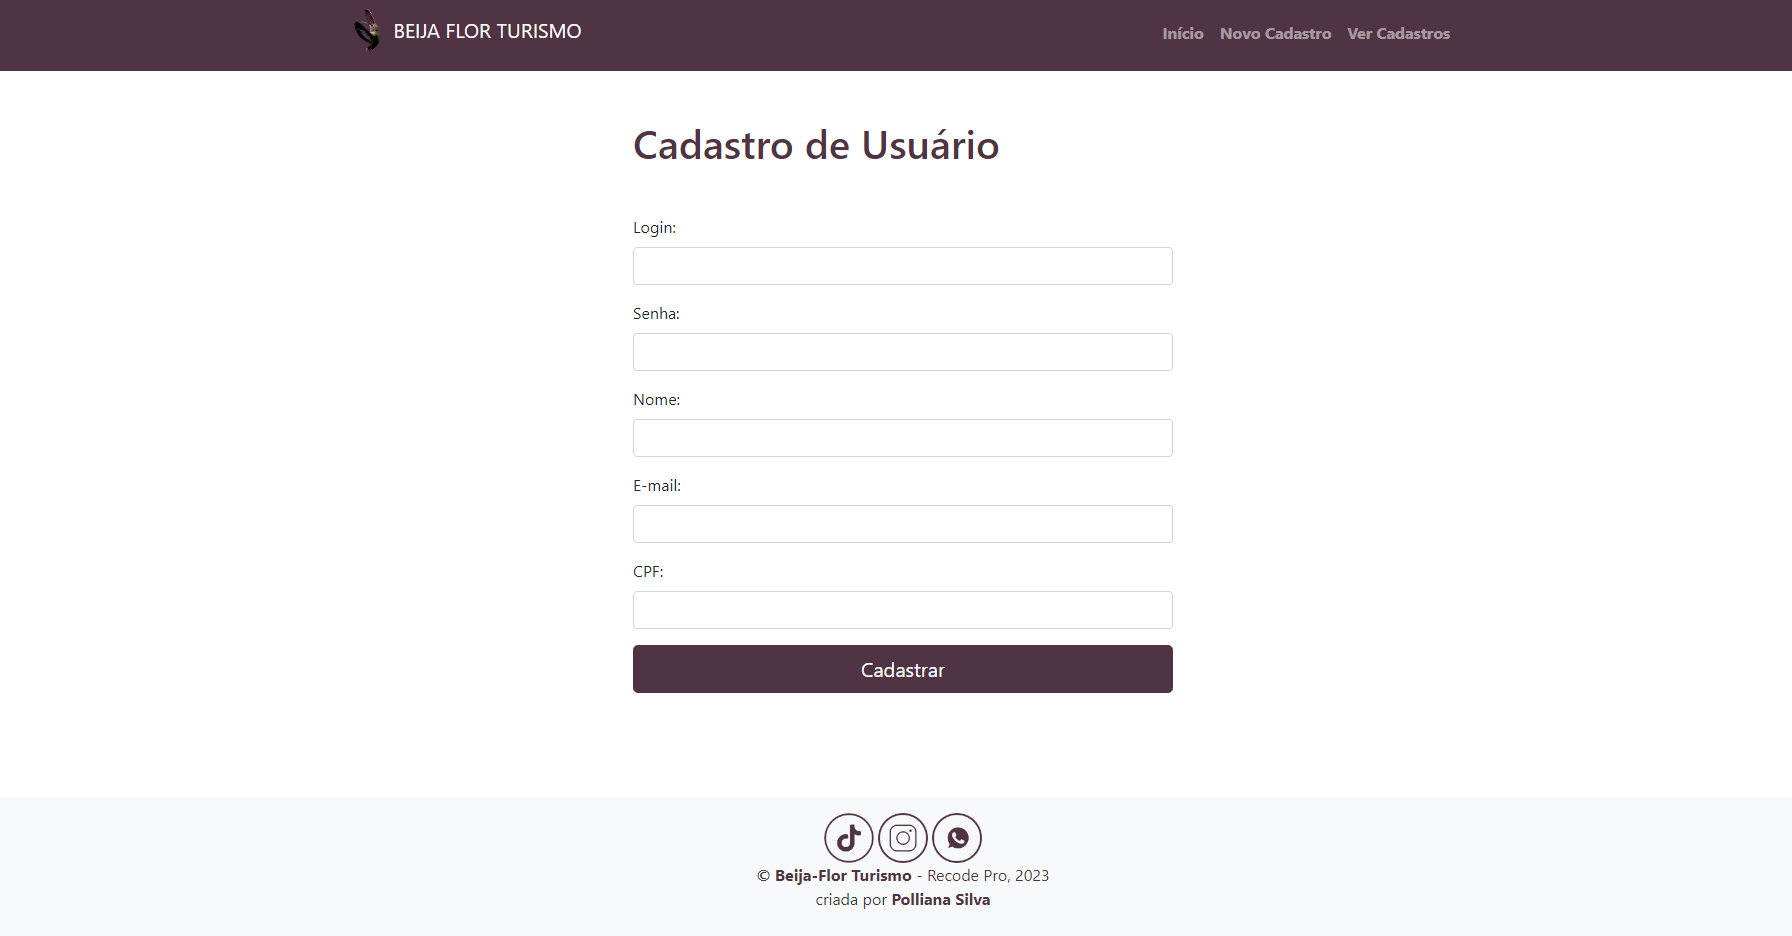 BEIJA FLOR TURISMO
Início Novo Cadastro Ver Cadastros
Cadastro de Usuário
Login:
Senha:
Nome:
E-mail:
CPF:
Cadastrar
© Beija-Flor Turismo - Recode Pro, 2023
criada por Polliana Silva